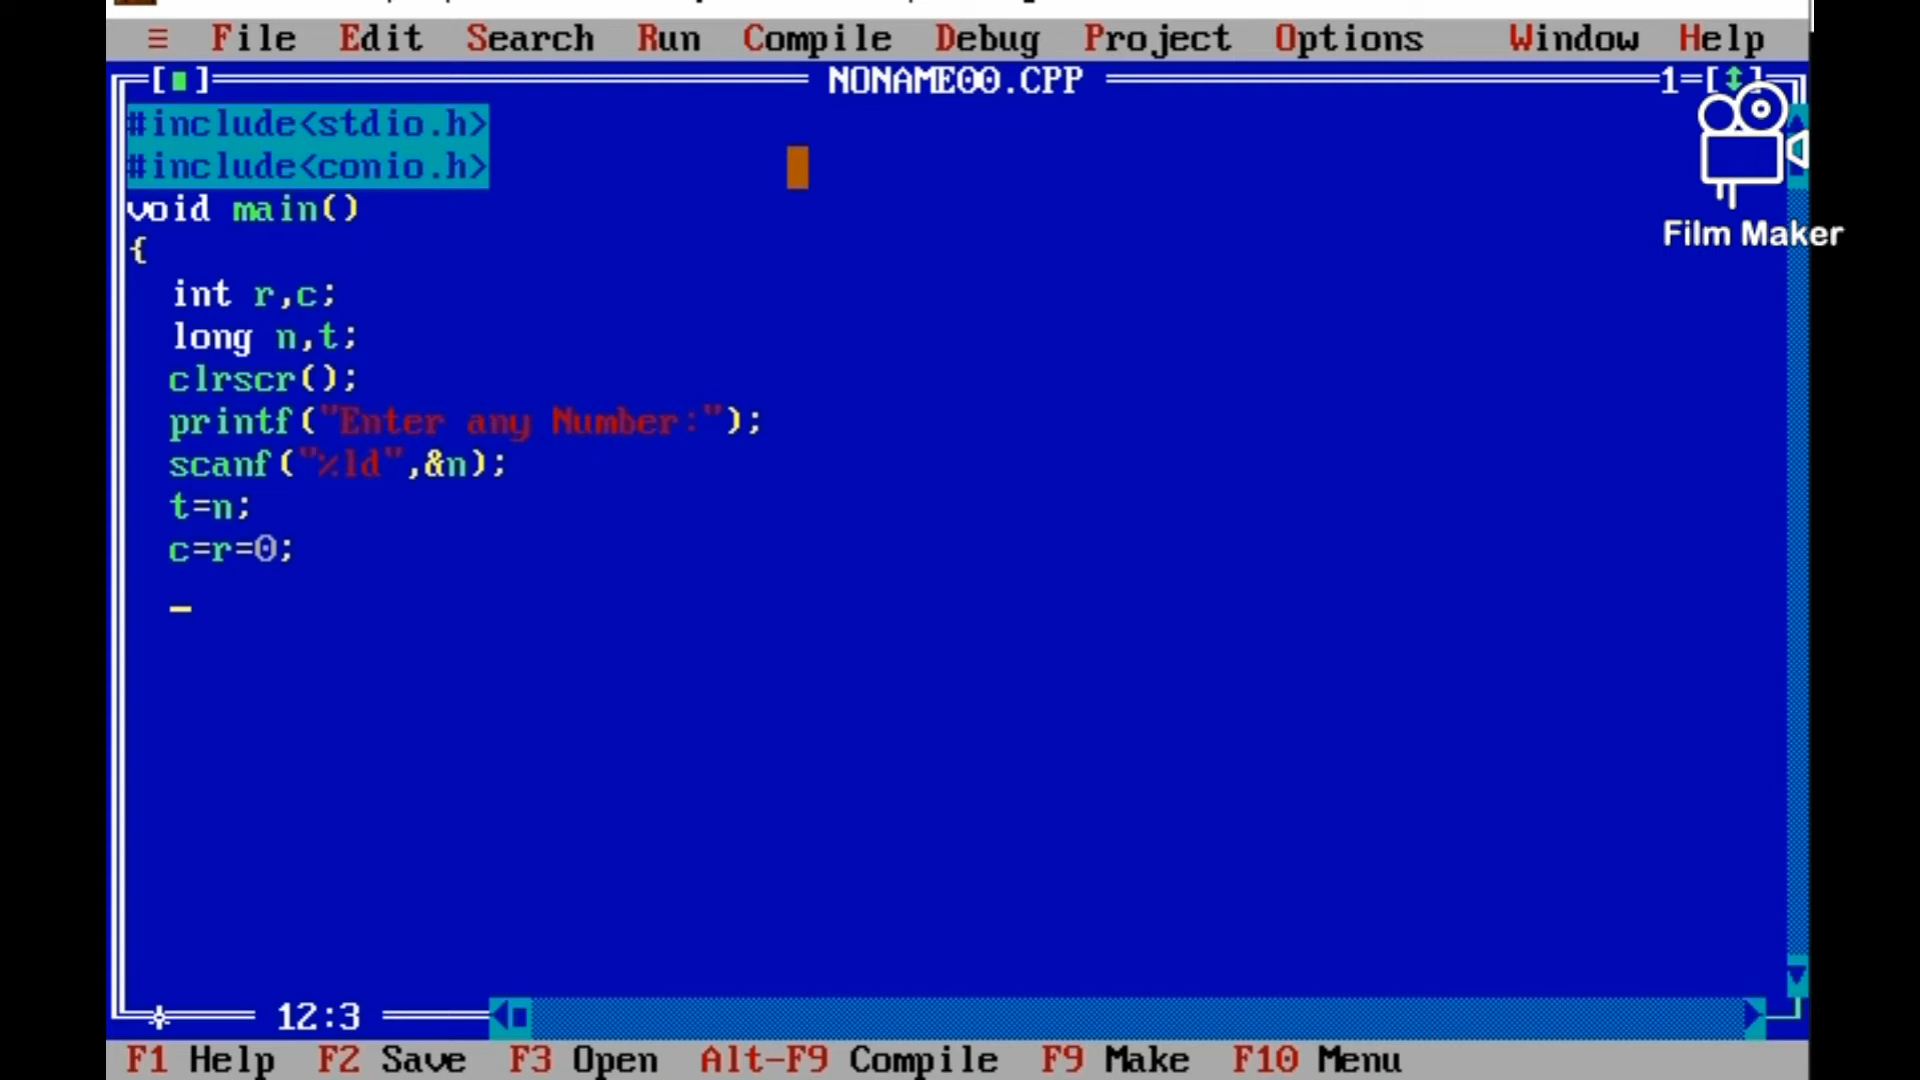 ≡ File Edit Search Run Compile Debug Project Options Window Help
[■] NONAME00.CPP 1=[↕]
#include<stdio.h>
#include<conio.h>
void main()
{
int r,c;
long n,t;
clrscr();
printf("Enter any Number:");
scanf("%ld",&n);
t=n;
c=r=0;
Film Maker
12:3
F1 Help F2 Save F3 Open Alt-F9 Compile F9 Make F10 Menu